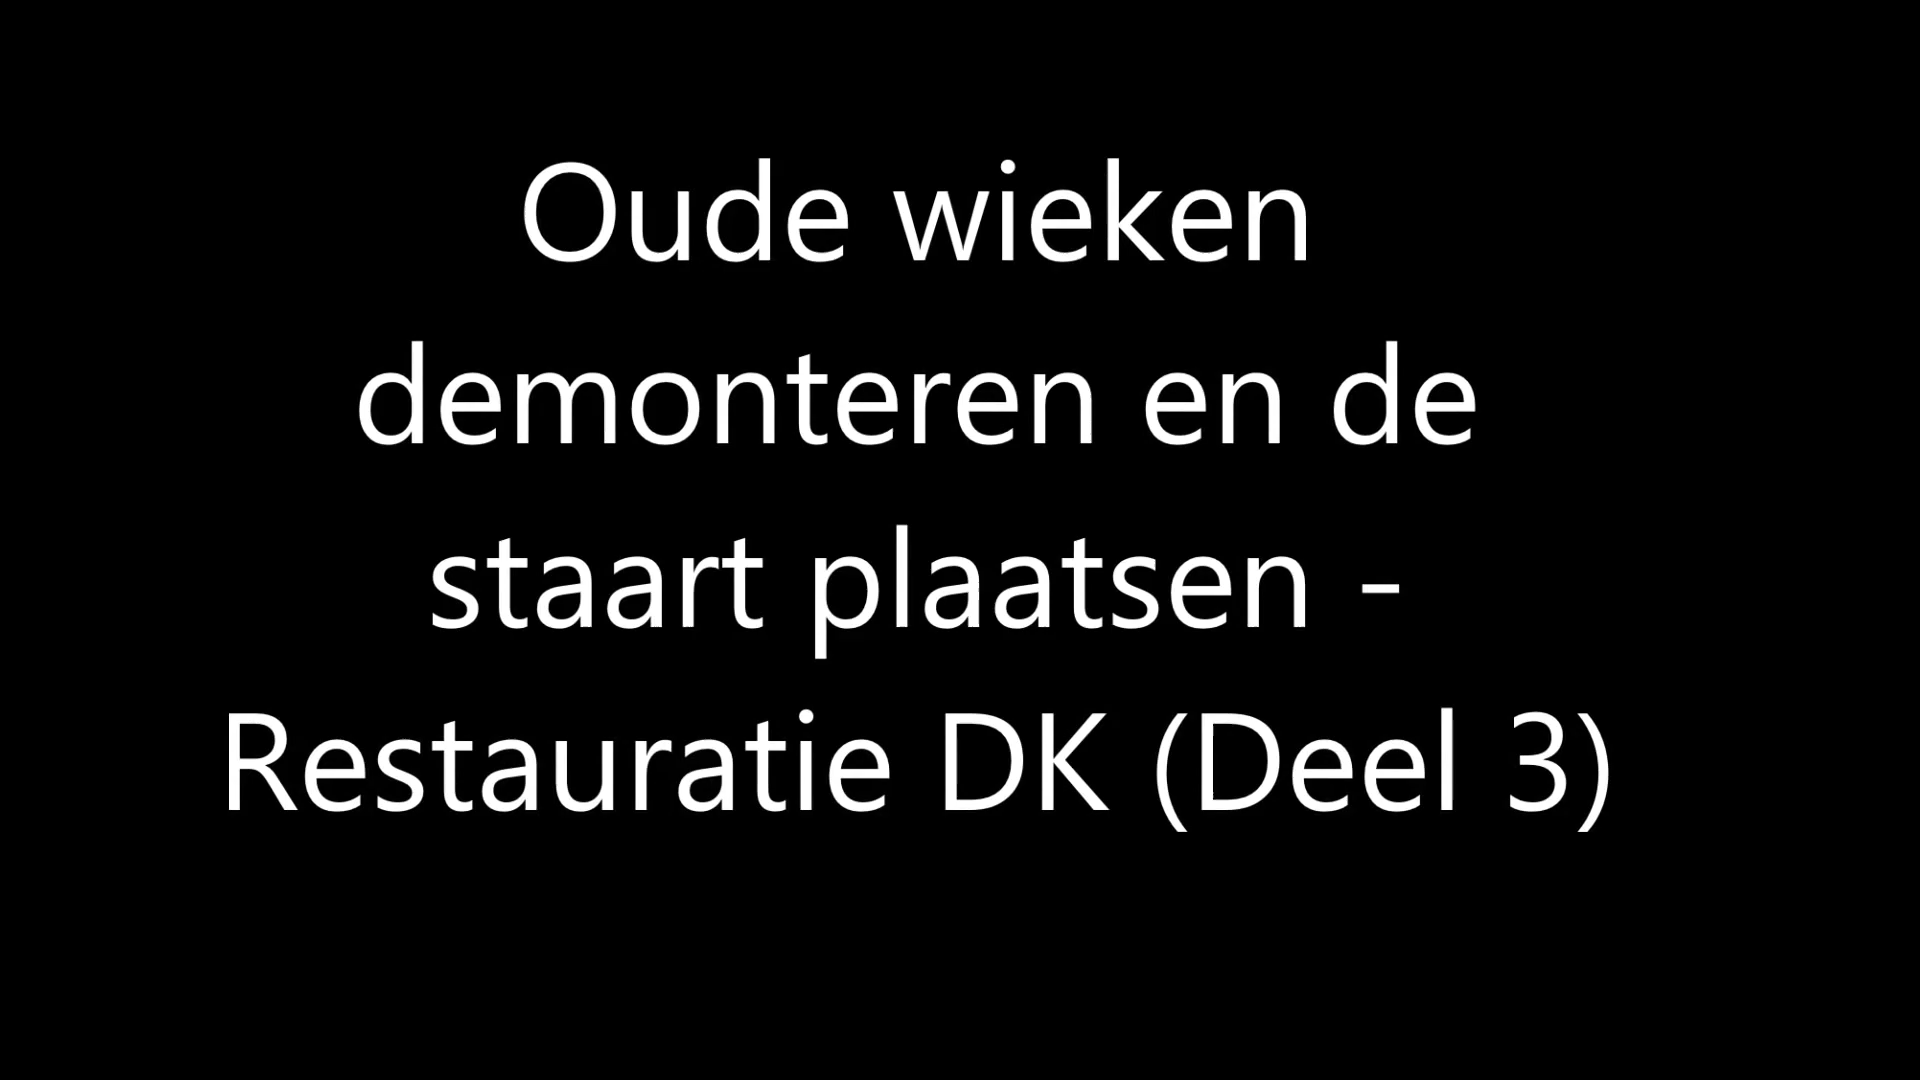 Oude wieken
demonteren en de
staart plaatsen -
Restauratie DK (Deel 3)